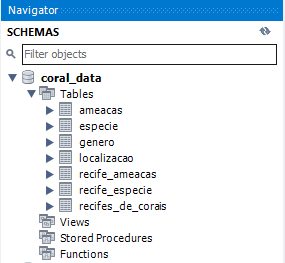 Navigator
SCHEMAS
Filter objects
coral_data
Tables
ameacas
especie
genero
localizacao
recife_ameacas
recife_especie
recifes_de_corais
Views
Stored Procedures
Functions